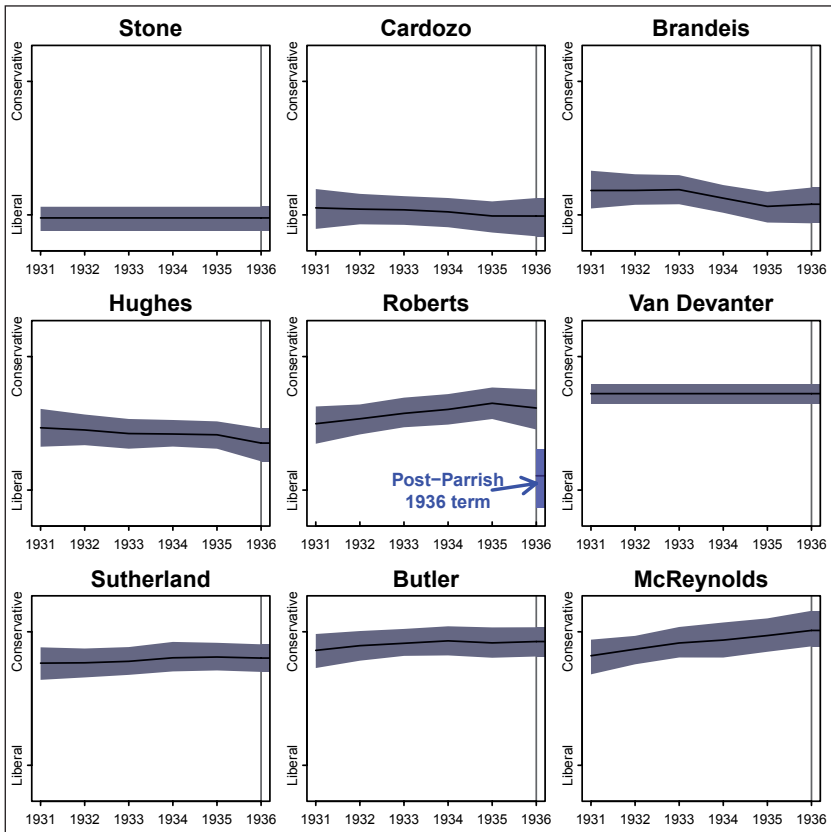 Stone
Cardozo
Brandeis
Conservative
Liberal
1931 1932 1933 1934 1935 1936
Conservative
Liberal
1931 1932 1933 1934 1935 1936
Conservative
Liberal
1931 1932 1933 1934 1935 1936
Hughes
Roberts
Van Devanter
Conservative
Liberal
1931 1932 1933 1934 1935 1936
Conservative
Liberal
Post−Parrish
1936 term
1931 1932 1933 1934 1935 1936
Conservative
Liberal
1931 1932 1933 1934 1935 1936
Sutherland
Butler
McReynolds
Conservative
Liberal
1931 1932 1933 1934 1935 1936
Conservative
Liberal
1931 1932 1933 1934 1935 1936
Conservative
Liberal
1931 1932 1933 1934 1935 1936